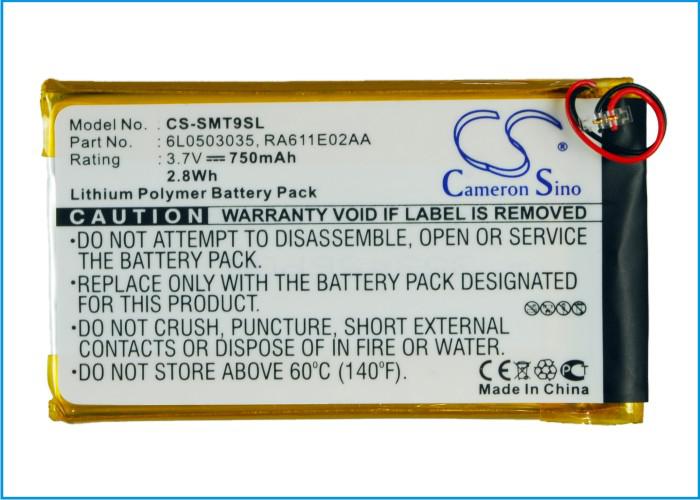 Model No. : CS-SMT9SL
Part No. : 6L0503035, RA611E02AA
Rating : 3.7V 750mAh
2.8Wh
Lithium Polymer Battery Pack
CS
®
Cameron Sino
CAUTION WARRANTY VOID IF LABEL IS REMOVED
•DO NOT ATTEMPT TO DISASSEMBLE, OPEN OR SERVICE
THE BATTERY PACK.
•REPLACE ONLY WITH THE BATTERY PACK DESIGNATED
FOR THIS PRODUCT.
•DO NOT CRUSH, PUNCTURE, SHORT EXTERNAL
CONTACTS OR DISPOSE OF IN FIRE OR WATER.
•DO NOT STORE ABOVE 60°C (140°F)
CE
Made In China